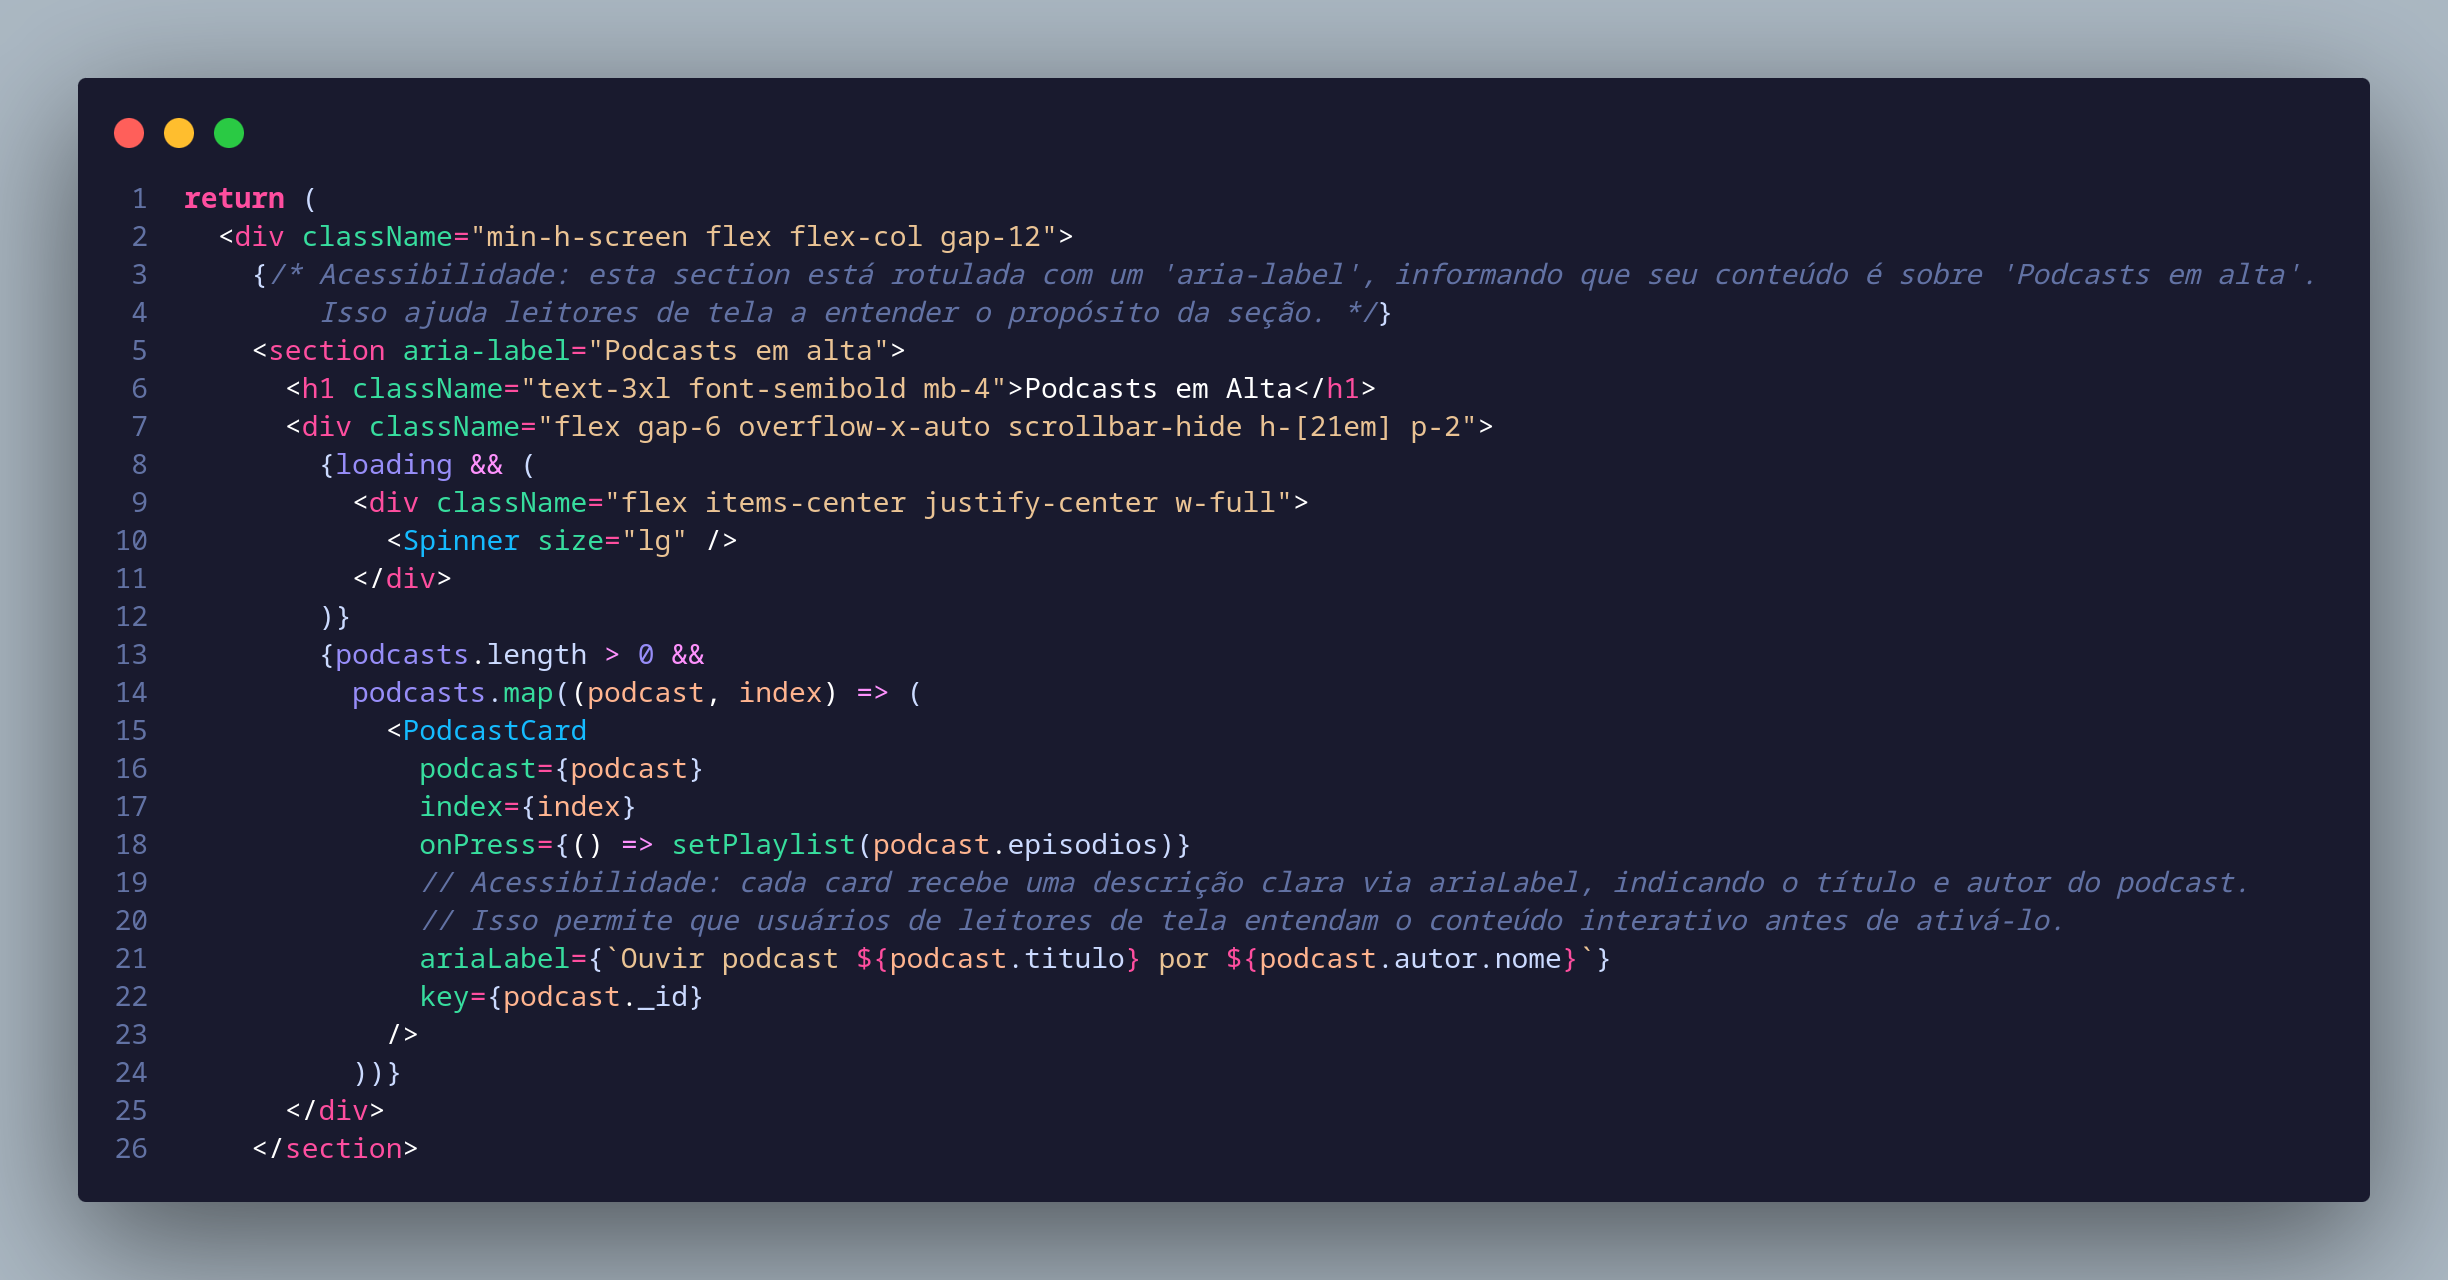 1 return (
2   <div className="min-h-screen flex flex-col gap-12">
3     {/* Acessibilidade: esta section está rotulada com um 'aria-label', informando que seu conteúdo é sobre 'Podcasts em alta'.
4         Isso ajuda leitores de tela a entender o propósito da seção. */}
5     <section aria-label="Podcasts em alta">
6       <h1 className="text-3xl font-semibold mb-4">Podcasts em Alta</h1>
7       <div className="flex gap-6 overflow-x-auto scrollbar-hide h-[21em] p-2">
8         {loading && (
9           <div className="flex items-center justify-center w-full">
10             <Spinner size="lg" />
11           </div>
12         )}
13         {podcasts.length > 0 &&
14           podcasts.map((podcast, index) => (
15             <PodcastCard
16               podcast={podcast}
17               index={index}
18               onPress={() => setPlaylist(podcast.episodios)}
19               // Acessibilidade: cada card recebe uma descrição clara via ariaLabel, indicando o título e autor do podcast.
20               // Isso permite que usuários de leitores de tela entendam o conteúdo interativo antes de ativá-lo.
21               ariaLabel={`Ouvir podcast ${podcast.titulo} por ${podcast.autor.nome}`}
22               key={podcast._id}
23             />
24           ))}
25       </div>
26     </section>